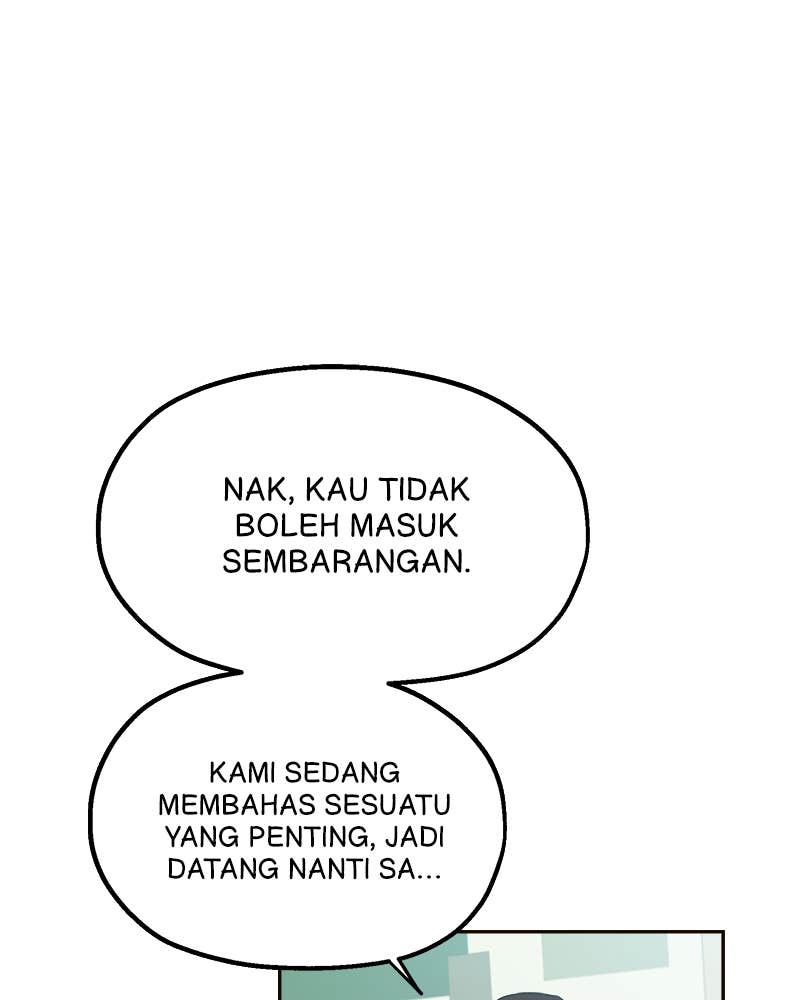 NAK, KAU TIDAK
BOLEH MASUK
SEMBARANGAN.
KAMI SEDANG
MEMBAHAS SESUATU
YANG PENTING, JADI
DATANG NANTI SA...